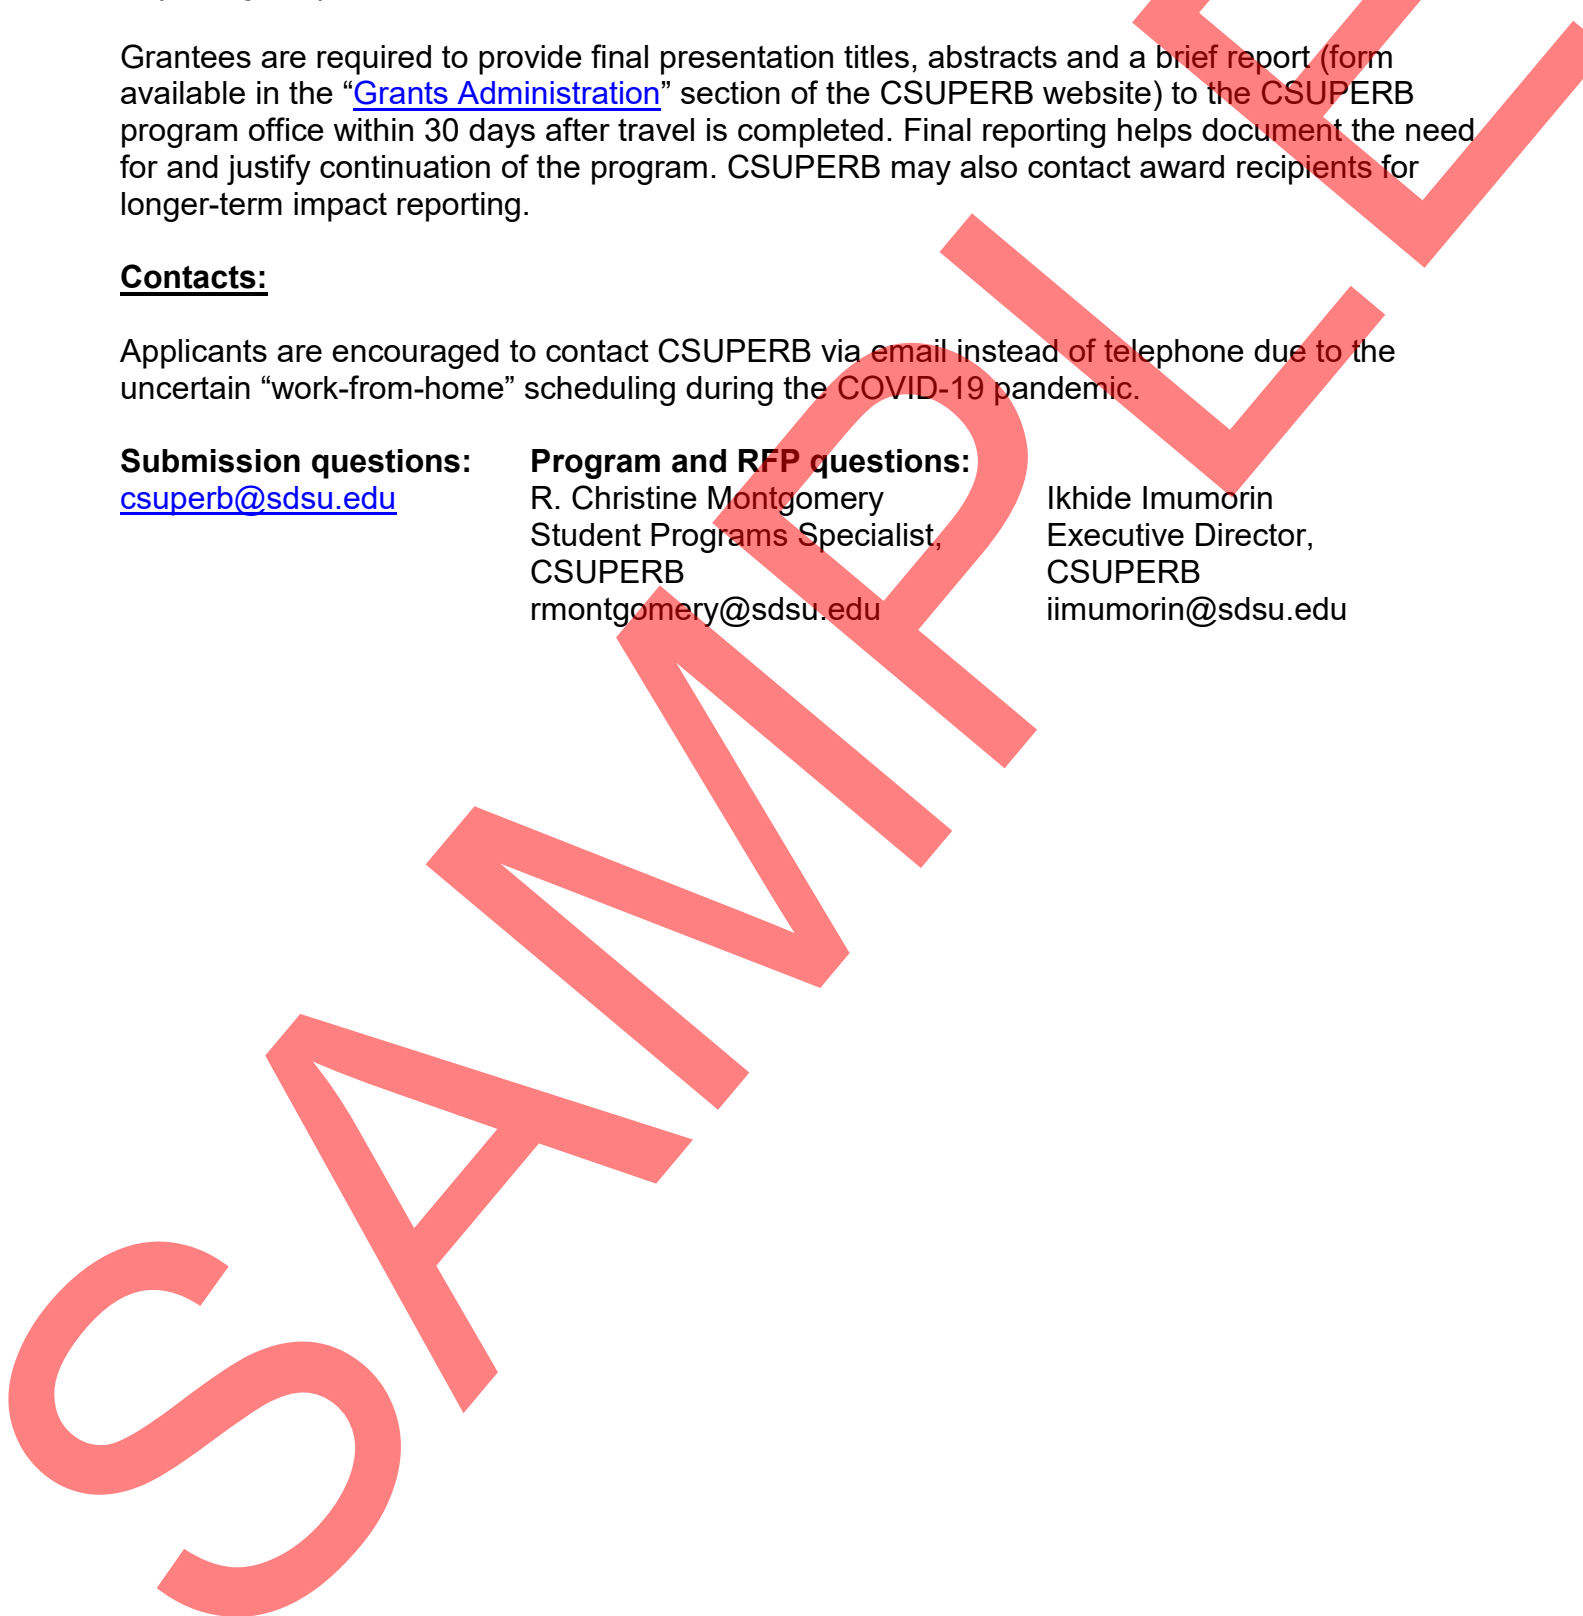 Grantees are required to provide final presentation titles, abstracts and a brief report (form
available in the “Grants Administration” section of the CSUPERB website) to the CSUPERB
program office within 30 days after travel is completed. Final reporting helps document the need
for and justify continuation of the program. CSUPERB may also contact award recipients for
longer-term impact reporting.
Contacts:
Applicants are encouraged to contact CSUPERB via email instead of telephone due to the
uncertain “work-from-home” scheduling during the COVID-19 pandemic.
Submission questions:
csuperb@sdsu.edu
Program and RFP questions:
R. Christine Montgomery
Student Programs Specialist,
CSUPERB
rmontgomery@sdsu.edu
Ikhide Imumorin
Executive Director,
CSUPERB
iimumorin@sdsu.edu
SAMPLE